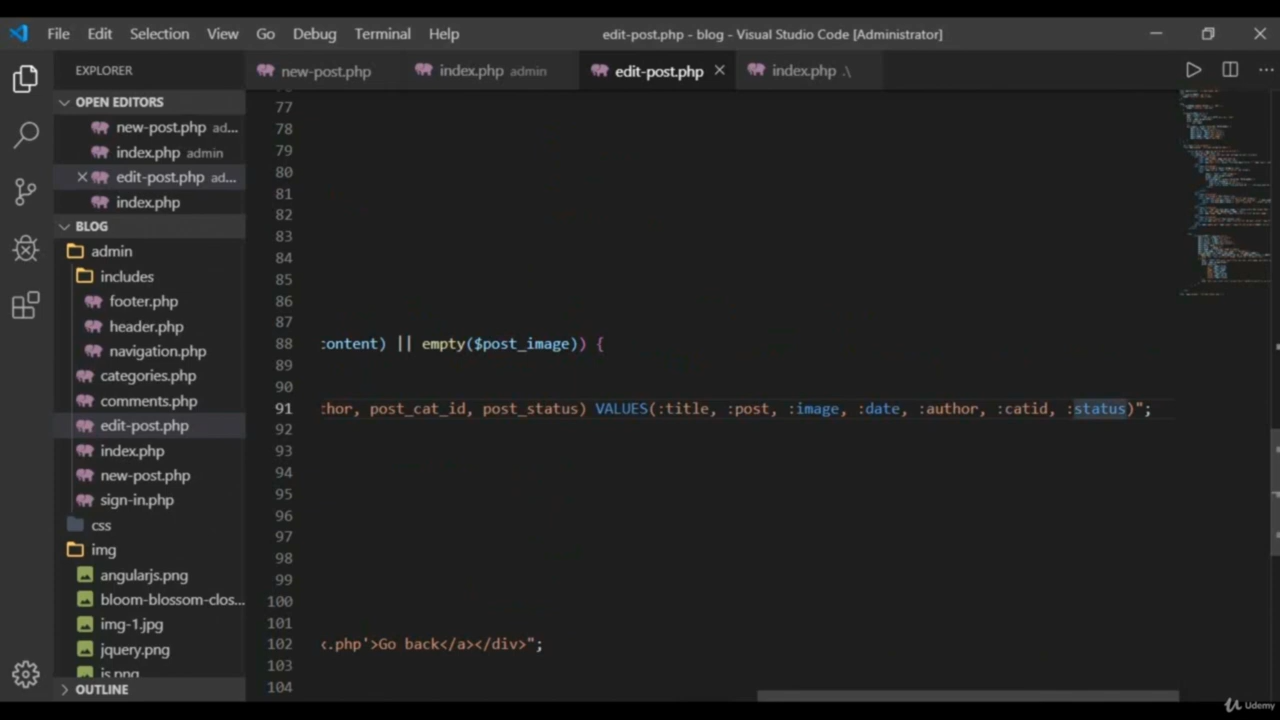 File Edit Selection View Go Debug Terminal Help edit-post.php - blog - Visual Studio Code [Administrator]
EXPLORER
new-post.php index.php admin edit-post.php index.php .\
OPEN EDITORS
new-post.php ad...
index.php admin
edit-post.php ad...
index.php
BLOG
admin
includes
footer.php
header.php
navigation.php
categories.php
comments.php
edit-post.php
index.php
new-post.php
sign-in.php
css
img
angularjs.png
bloom-blossom-clos...
img-1.jpg
jquery.png
js.png
OUTLINE
77
78
79
80
81
82
83
84
85
86
87
88 content) || empty($post_image)) {
89
90
91 thor, post_cat_id, post_status) VALUES(:title, :post, :image, :date, :author, :catid, :status)";
92
93
94
95
96
97
98
99
100
101
102 x.php'>Go back</a></div>";
103
104
Udemy